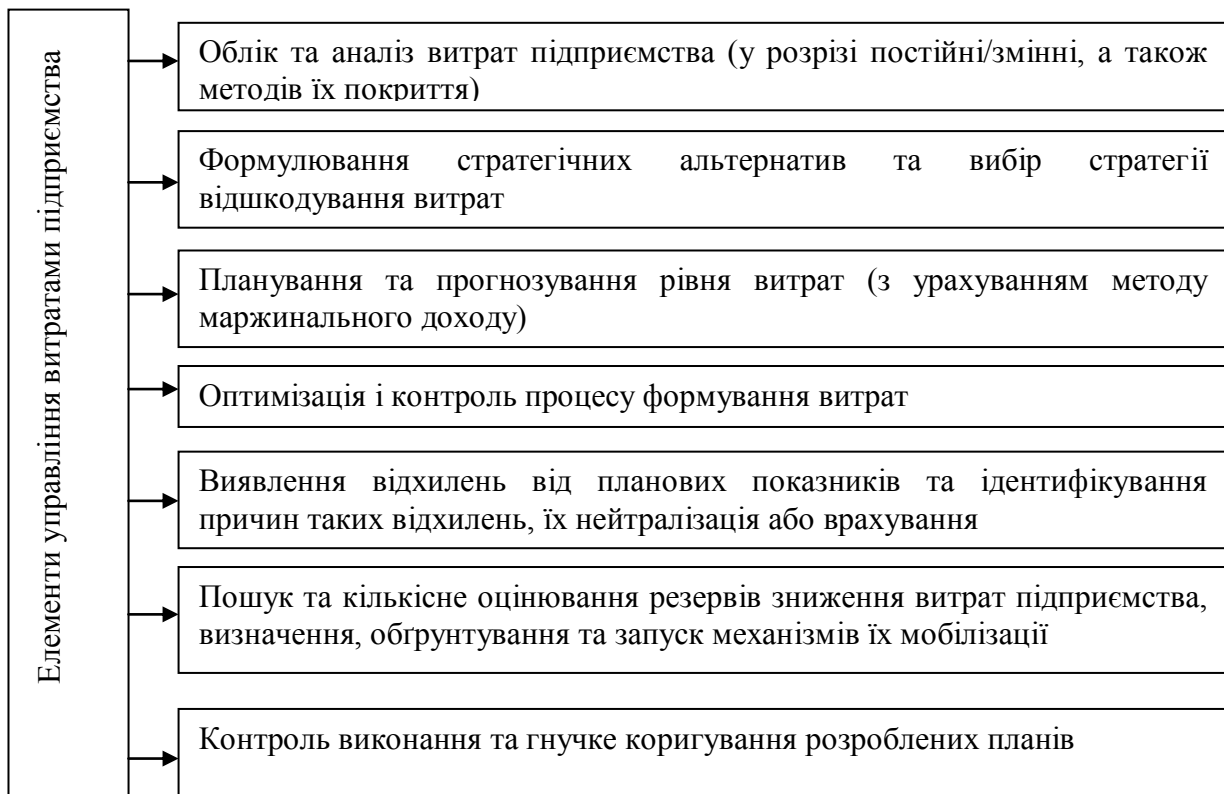 Елементи управління витратами підприємства
Облік та аналіз витрат підприємства (у розрізі постійні/змінні, а також
методів їх покриття)
Формулювання стратегічних альтернатив та вибір стратегії
відшкодування витрат
Планування та прогнозування рівня витрат (з урахуванням методу
маржинального доходу)
Оптимізація і контроль процесу формування витрат
Виявлення відхилень від планових показників та ідентифікування
причин таких відхилень, їх нейтралізація або врахування
Пошук та кількісне оцінювання резервів зниження витрат підприємства,
визначення, обґрунтування та запуск механізмів їх мобілізації
Контроль виконання та гнучке коригування розроблених планів